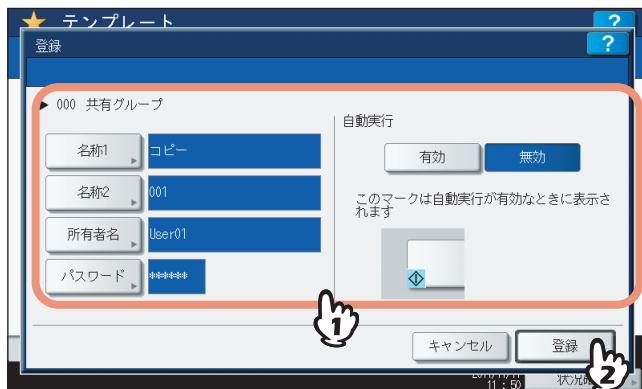 テンプレート
?
登録
?
000 共有グループ
自動実行
名称1
コピー
有効
無効
名称2
001
このマークは自動実行が有効なときに表示さ
れます
所有者名
User01
パスワード
******
1
キャンセル
登録
2
11:50